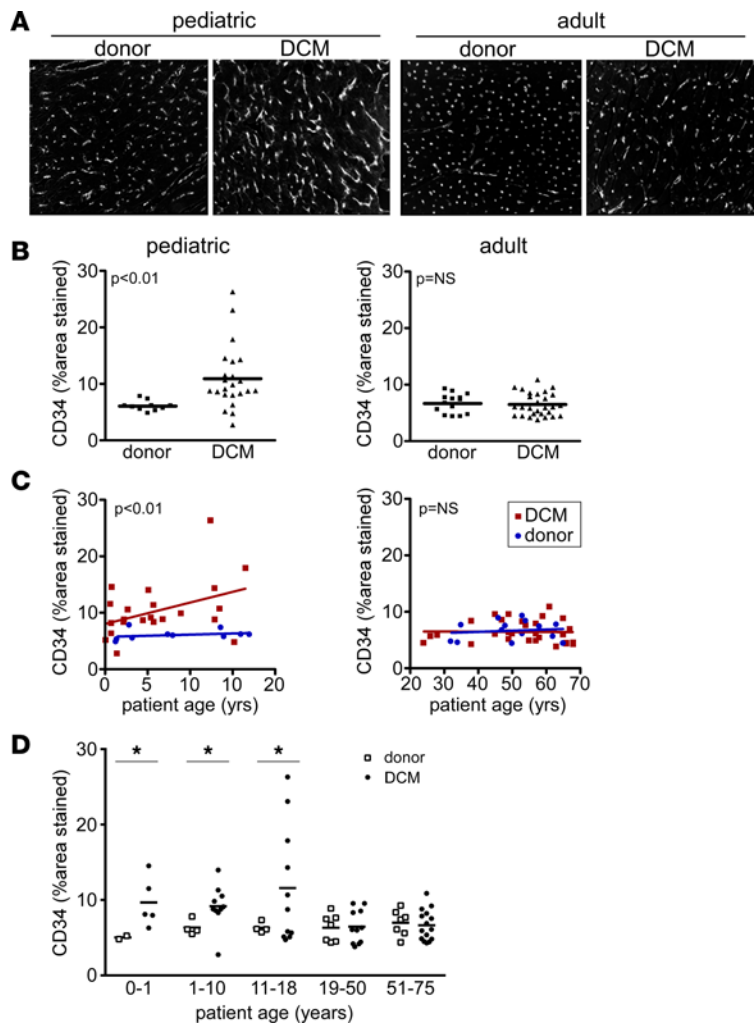 A
pediatric
adult
donor
DCM
donor
DCM
B
pediatric
adult
CD34 (%area stained)
30
20
10
0
p<0.01
donor
DCM
CD34 (%area stained)
30
20
10
0
p=NS
donor
DCM
C
CD34 (%area stained)
30
20
10
0
p<0.01
0
5
10
15
20
patient age (yrs)
CD34 (%area stained)
30
20
10
0
p=NS
DCM
donor
20
30
40
50
60
70
patient age (yrs)
D
CD34 (%area stained)
30
20
10
0
*
*
*
donor
DCM
0-1
1-10
11-18
19-50
51-75
patient age (years)